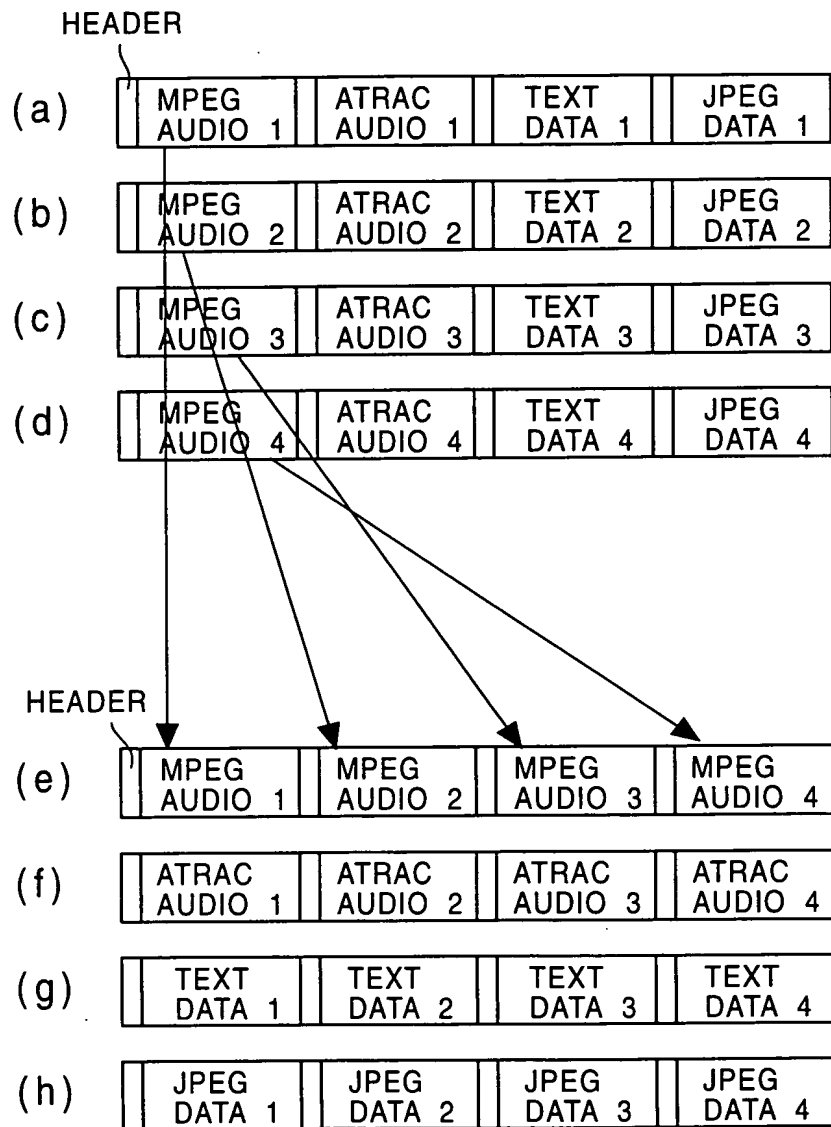 HEADER
(a) MPEG ATRAC TEXT JPEG
AUDIO 1 AUDIO 1 DATA 1 DATA 1
(b) MPEG ATRAC TEXT JPEG
AUDIO 2 AUDIO 2 DATA 2 DATA 2
(c) MPEG ATRAC TEXT JPEG
AUDIO 3 AUDIO 3 DATA 3 DATA 3
(d) MPEG ATRAC TEXT JPEG
AUDIO 4 AUDIO 4 DATA 4 DATA 4
HEADER
(e) MPEG MPEG MPEG MPEG
AUDIO 1 AUDIO 2 AUDIO 3 AUDIO 4
(f) ATRAC ATRAC ATRAC ATRAC
AUDIO 1 AUDIO 2 AUDIO 3 AUDIO 4
(g) TEXT TEXT TEXT TEXT
DATA 1 DATA 2 DATA 3 DATA 4
(h) JPEG JPEG JPEG JPEG
DATA 1 DATA 2 DATA 3 DATA 4